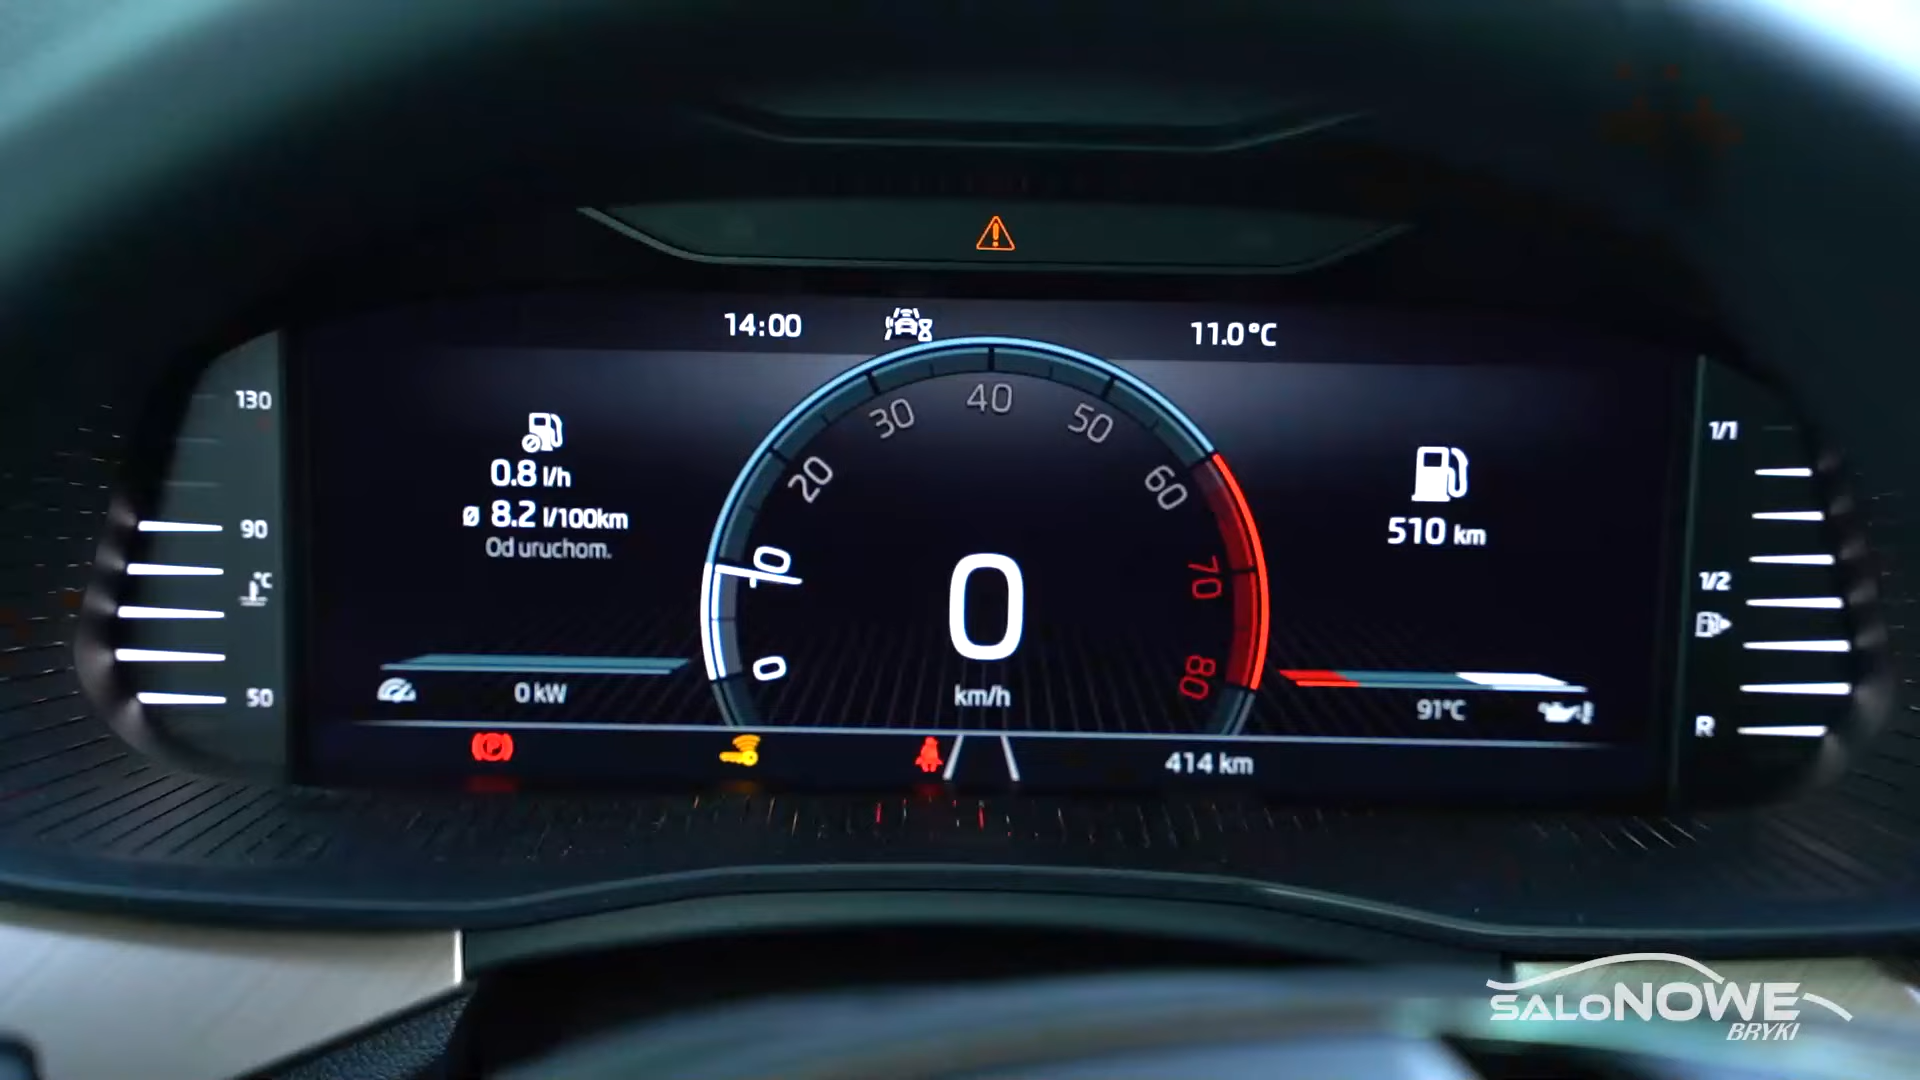 14:00
11.0°C
130
90
°C
50
0.8 l/h
ø 8.2 l/100km
Od uruchom.
0 kW
0
10
20
30
40
50
60
70
80
0
km/h
510 km
91°C
414 km
1/1
1/2
R
P
SALONOWE
BRYKI